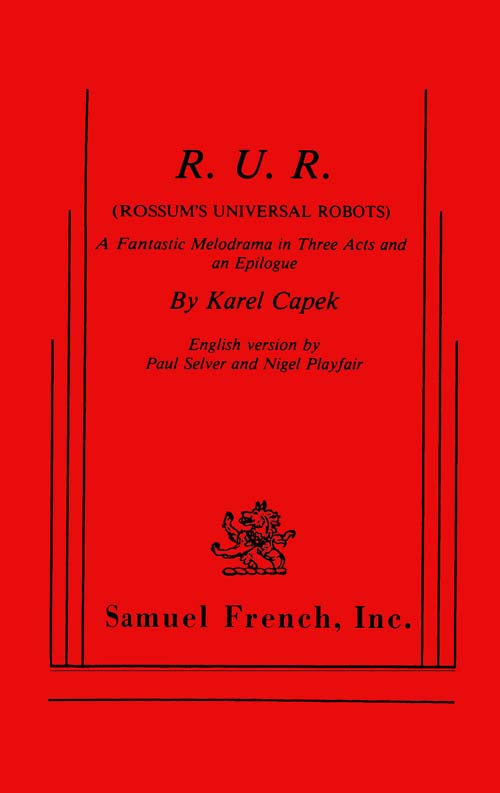 R. U. R.
(ROSSUM'S UNIVERSAL ROBOTS)
A Fantastic Melodrama in Three Acts and
an Epilogue
By Karel Capek
English version by
Paul Selver and Nigel Playfair
Samuel French, Inc.